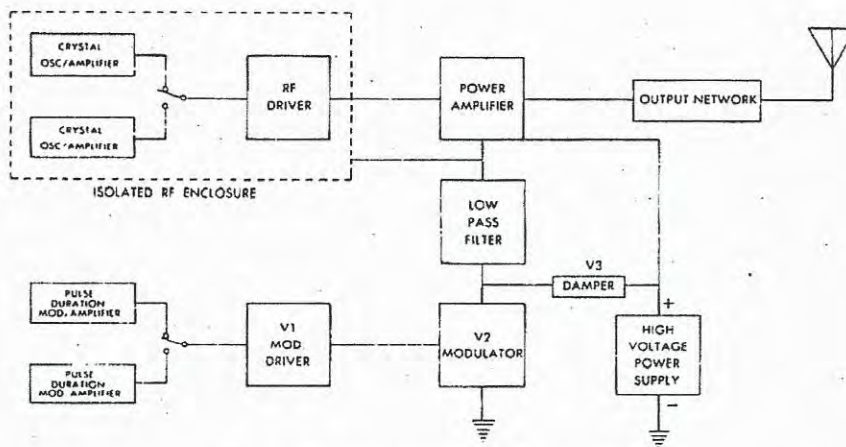 CRYSTAL
OSC/AMPLIFIER
CRYSTAL
OSC/AMPLIFIER
RF
DRIVER
ISOLATED RF ENCLOSURE
POWER
AMPLIFIER
OUTPUT NETWORK
LOW
PASS
FILTER
V3
DAMPER
PULSE
DURATION
MOD. AMPLIFIER
PULSE
DURATION
MOD. AMPLIFIER
V1
MOD.
DRIVER
V2
MODULATOR
+
HIGH
VOLTAGE
POWER
SUPPLY
−